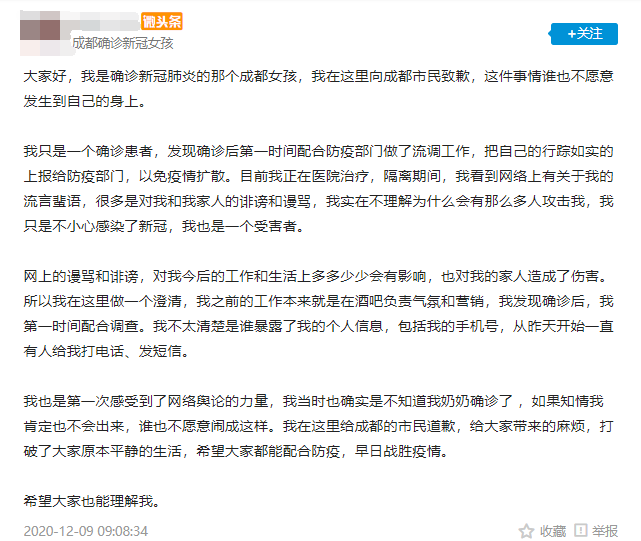 微头条
成都确诊新冠女孩
+关注
大家好，我是确诊新冠肺炎的那个成都女孩，我在这里向成都市民致歉，这件事情谁也不愿意
发生到自己的身上。
我只是一个确诊患者，发现确诊后第一时间配合防疫部门做了流调工作，把自己的行踪如实的
上报给防疫部门，以免疫情扩散。目前我正在医院治疗，隔离期间，我看到网络上有关于我的
流言蜚语，很多是对我和我家人的诽谤和谩骂，我实在不理解为什么会有那么多人攻击我，我
只是不小心感染了新冠，我也是一个受害者。
网上的谩骂和诽谤，对我今后的工作和生活上多多少少会有影响，也对我的家人造成了伤害。
所以我在这里做一个澄清，我之前的工作本来就是在酒吧负责气氛和营销，我发现确诊后，我
第一时间配合调查。我不太清楚是谁暴露了我的个人信息，包括我的手机号，从昨天开始一直
有人给我打电话、发短信。
我也是第一次感受到了网络舆论的力量，我当时也确实是不知道我奶奶确诊了，如果知情我
肯定也不会出来，谁也不愿意闹成这样。我在这里给成都的市民道歉，给大家带来的麻烦，打
破了大家原本平静的生活，希望大家都能配合防疫，早日战胜疫情。
希望大家也能理解我。
2020-12-09 09:08:34
收藏 举报